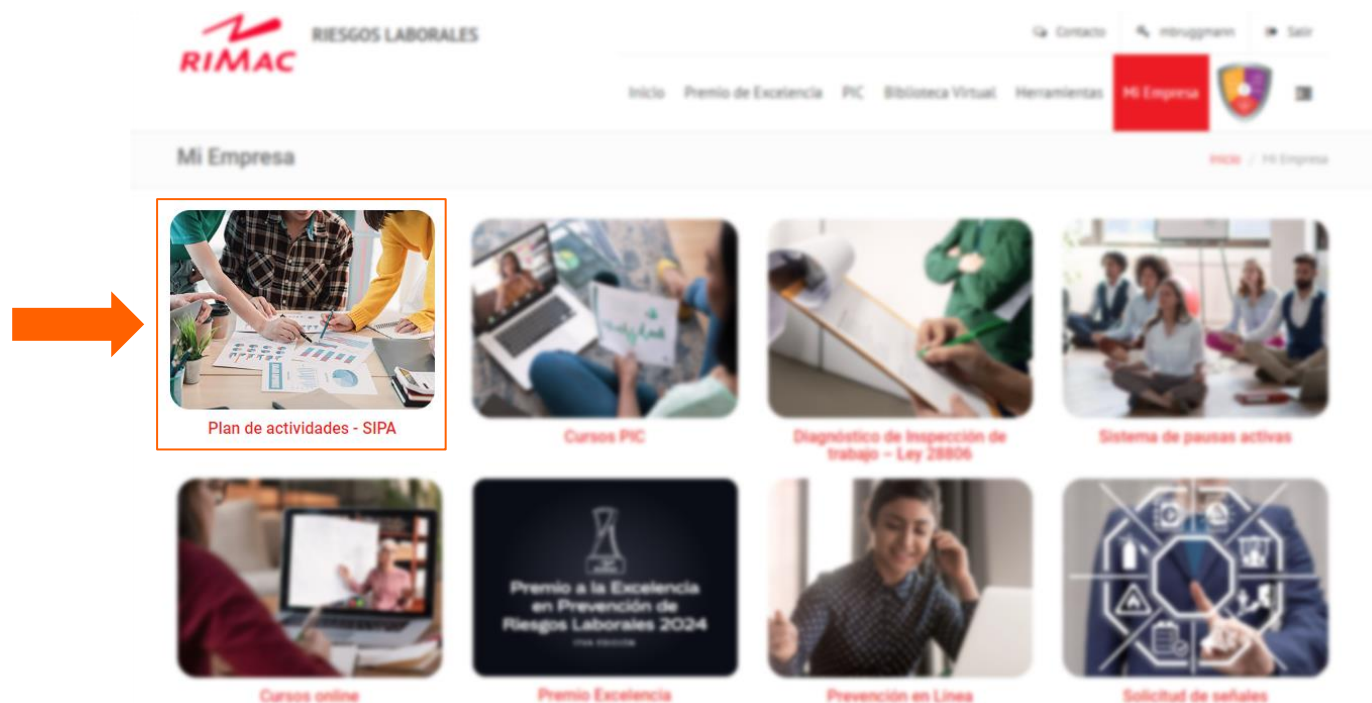 RIMAC
RIESGOS LABORALES
Contacto
mbruggmann
Salir
Inicio
Premio de Excelencia
PIC
Biblioteca Virtual
Herramientas
Mi Empresa
Mi Empresa
Inicio / Mi Empresa
Plan de actividades - SIPA
Cursos PIC
Diagnóstico de Inspección de
trabajo – Ley 28806
Sistema de pausas activas
Premio a la Excelencia
en Prevención de
Riesgos Laborales 2024
Cursos online
Premio Excelencia
Prevención en Línea
Solicitud de señales